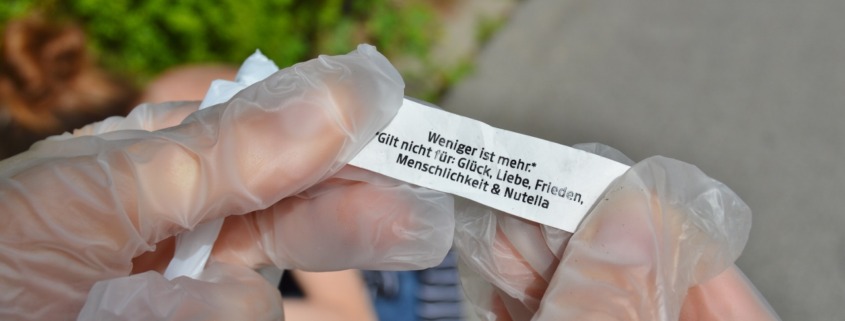 Weniger ist mehr.*
*Gilt nicht für: Glück, Liebe, Frieden,
Menschlichkeit & Nutella